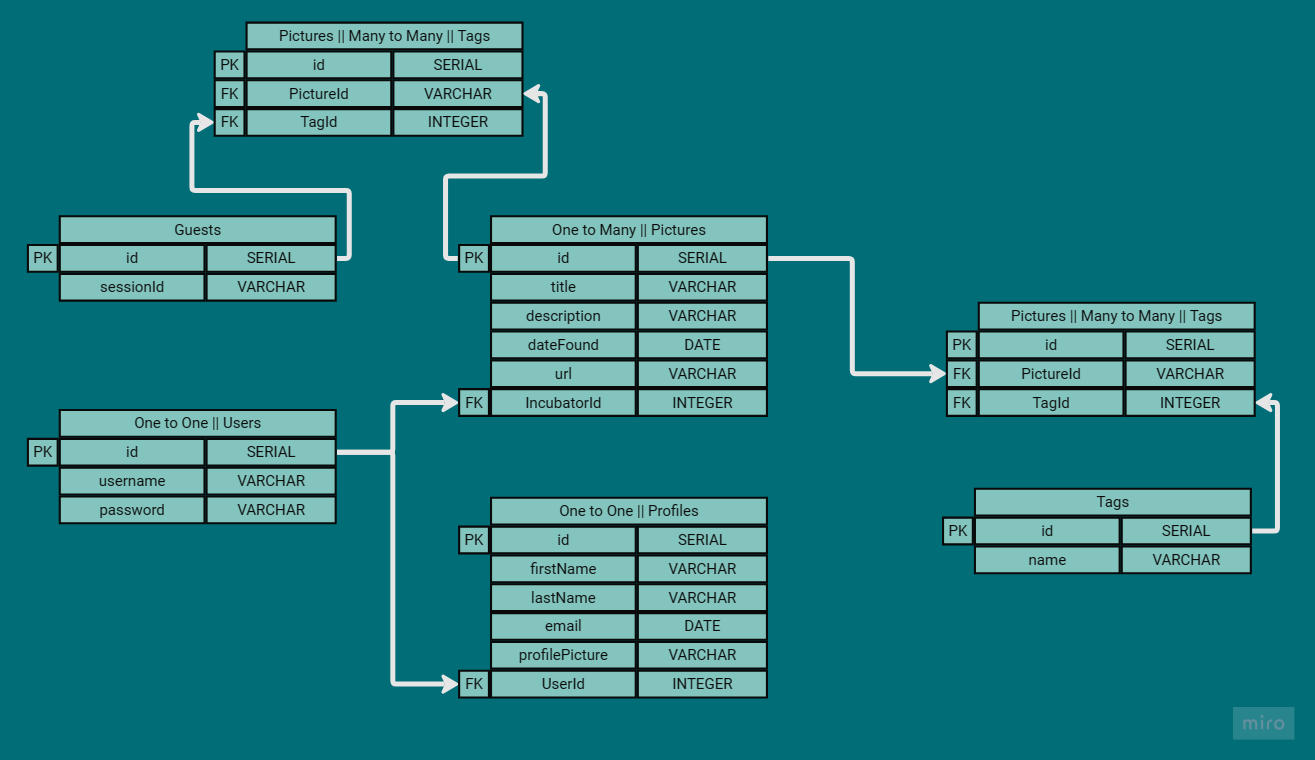 Pictures || Many to Many || Tags
PK id SERIAL
FK PictureId VARCHAR
FK TagId INTEGER
Guests
PK id SERIAL
sessionId VARCHAR
One to Many || Pictures
PK id SERIAL
title VARCHAR
description VARCHAR
dateFound DATE
url VARCHAR
FK IncubatorId INTEGER
Pictures || Many to Many || Tags
PK id SERIAL
FK PictureId VARCHAR
FK TagId INTEGER
One to One || Users
PK id SERIAL
username VARCHAR
password VARCHAR
One to One || Profiles
PK id SERIAL
firstName VARCHAR
lastName VARCHAR
email DATE
profilePicture VARCHAR
FK UserId INTEGER
Tags
PK id SERIAL
name VARCHAR
miro